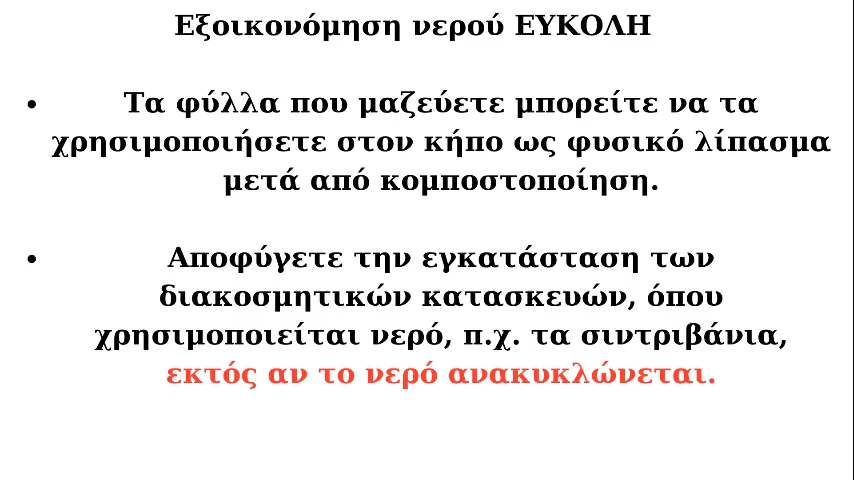 Εξοικονόμηση νερού ΕΥΚΟΛΗ
• Τα φύλλα που μαζεύετε μπορείτε να τα
χρησιμοποιήσετε στον κήπο ως φυσικό λίπασμα
μετά από κομποστοποίηση.
• Αποφύγετε την εγκατάσταση των
διακοσμητικών κατασκευών, όπου
χρησιμοποιείται νερό, π.χ. τα σιντριβάνια,
εκτός αν το νερό ανακυκλώνεται.